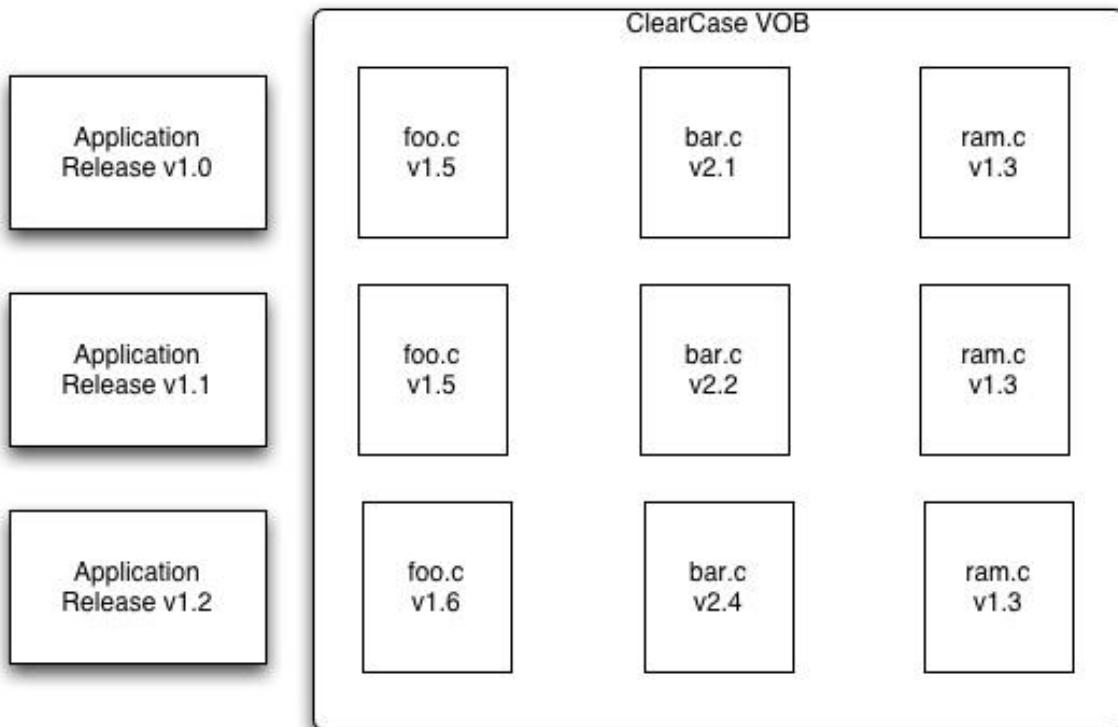 ClearCase VOB
Application
Release v1.0
foo.c
v1.5
bar.c
v2.1
ram.c
v1.3
Application
Release v1.1
foo.c
v1.5
bar.c
v2.2
ram.c
v1.3
Application
Release v1.2
foo.c
v1.6
bar.c
v2.4
ram.c
v1.3